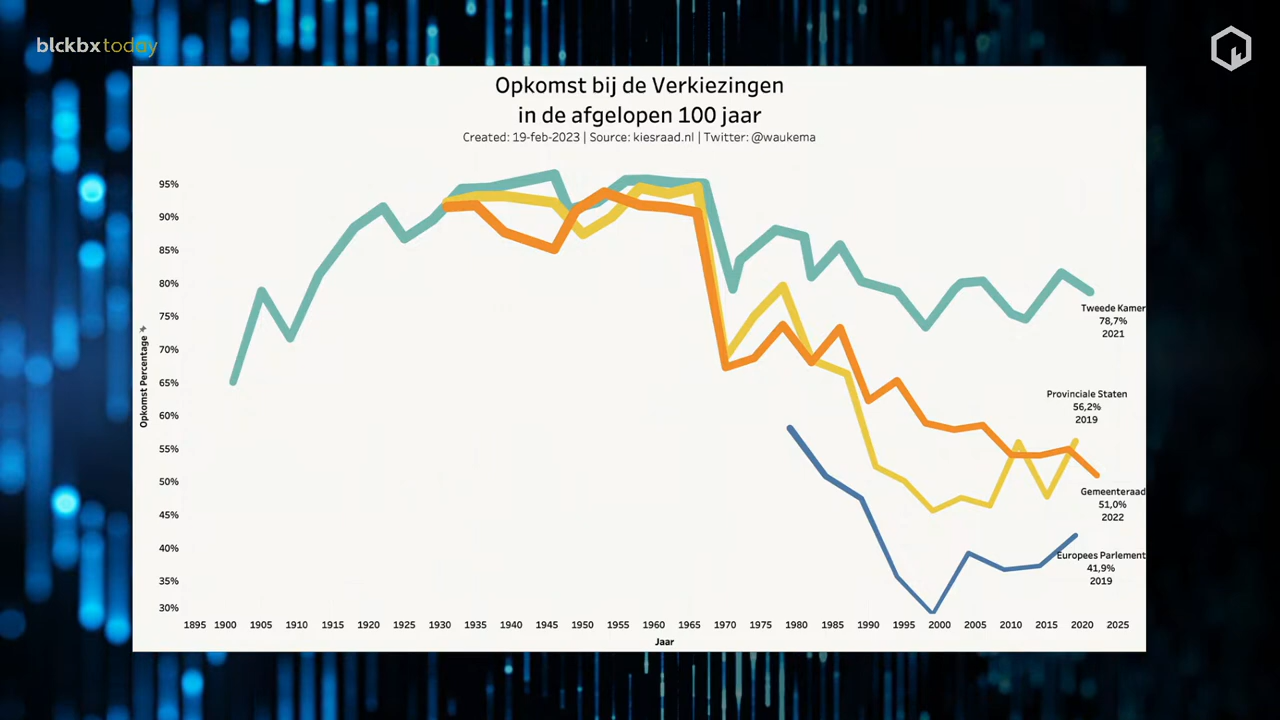 blckbxtoday
Opkomst bij de Verkiezingen
in de afgelopen 100 jaar
Created: 19-feb-2023 | Source: kiesraad.nl | Twitter: @waukema
95%
90%
85%
80%
75%
70%
65%
60%
55%
50%
45%
40%
35%
30%
Opkomst Percentage
Tweede Kamer
78,7%
2021
Provinciale Staten
56,2%
2019
Gemeenteraad
51,0%
2022
Europees Parlement
41,9%
2019
1895 1900 1905 1910 1915 1920 1925 1930 1935 1940 1945 1950 1955 1960 1965 1970 1975 1980 1985 1990 1995 2000 2005 2010 2015 2020 2025
Jaar